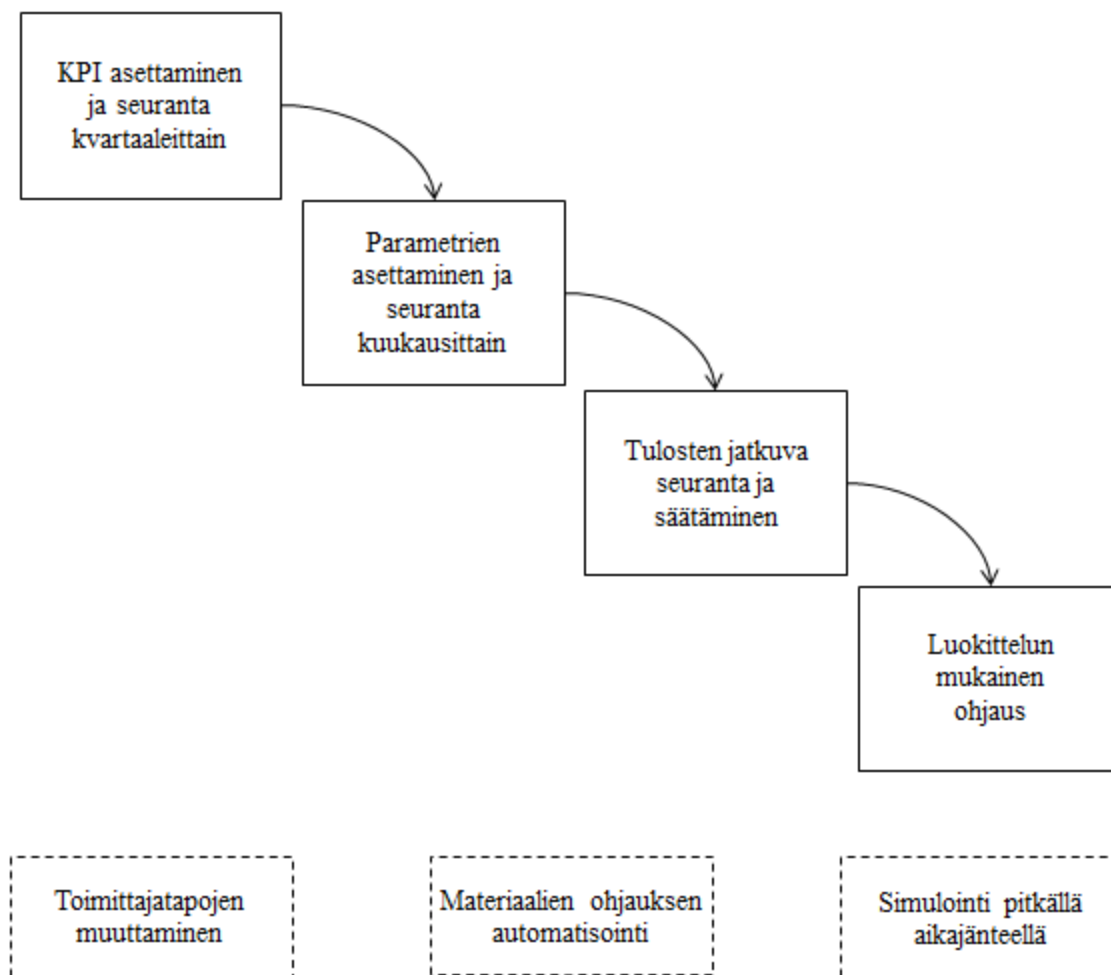 KPI asettaminen
ja seuranta
kvartaaleittain
Parametrien
asettaminen ja
seuranta
kuukausittain
Tulosten jatkuva
seuranta ja
säätäminen
Luokittelun
mukainen
ohjaus
Toimittajatapojen
muuttaminen
Materiaalien ohjauksen
automatisointi
Simulointi pitkällä
aikajänteellä